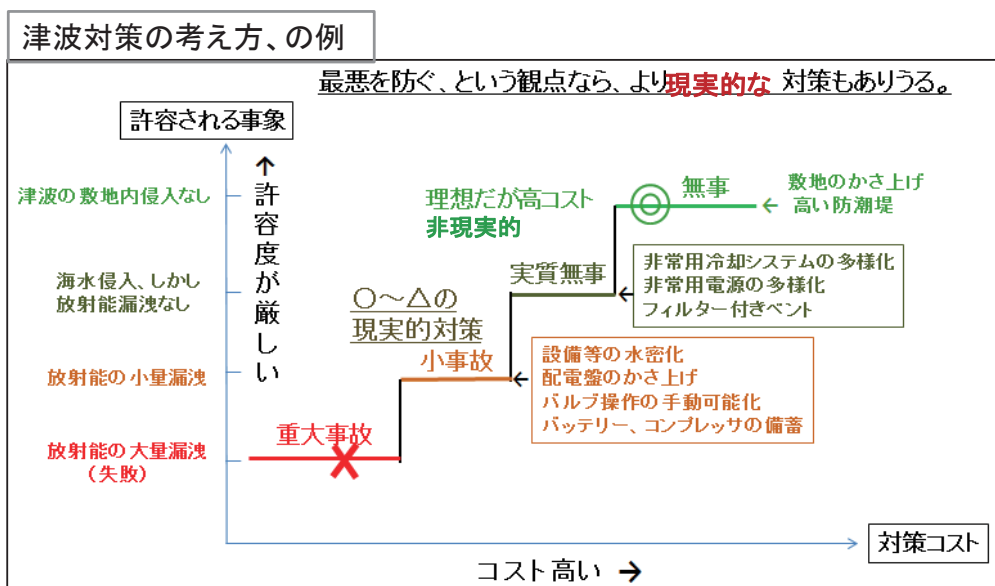 津波対策の考え方、の例
最悪を防ぐ、という観点なら、より現実的な 対策もありうる。
許容される事象
↑許容度が厳しい
津波の敷地内侵入なし
海水侵入、しかし
放射能漏洩なし
放射能の小量漏洩
放射能の大量漏洩
(失敗)
理想だが高コスト
非現実的
無事
← 敷地のかさ上げ
高い防潮堤
実質無事
← 非常用冷却システムの多様化
非常用電源の多様化
フィルター付きベント
○~△の
現実的対策
小事故
← 設備等の水密化
配電盤のかさ上げ
バルブ操作の手動可能化
バッテリー、コンプレッサの備蓄
重大事故
対策コスト
コスト高い →